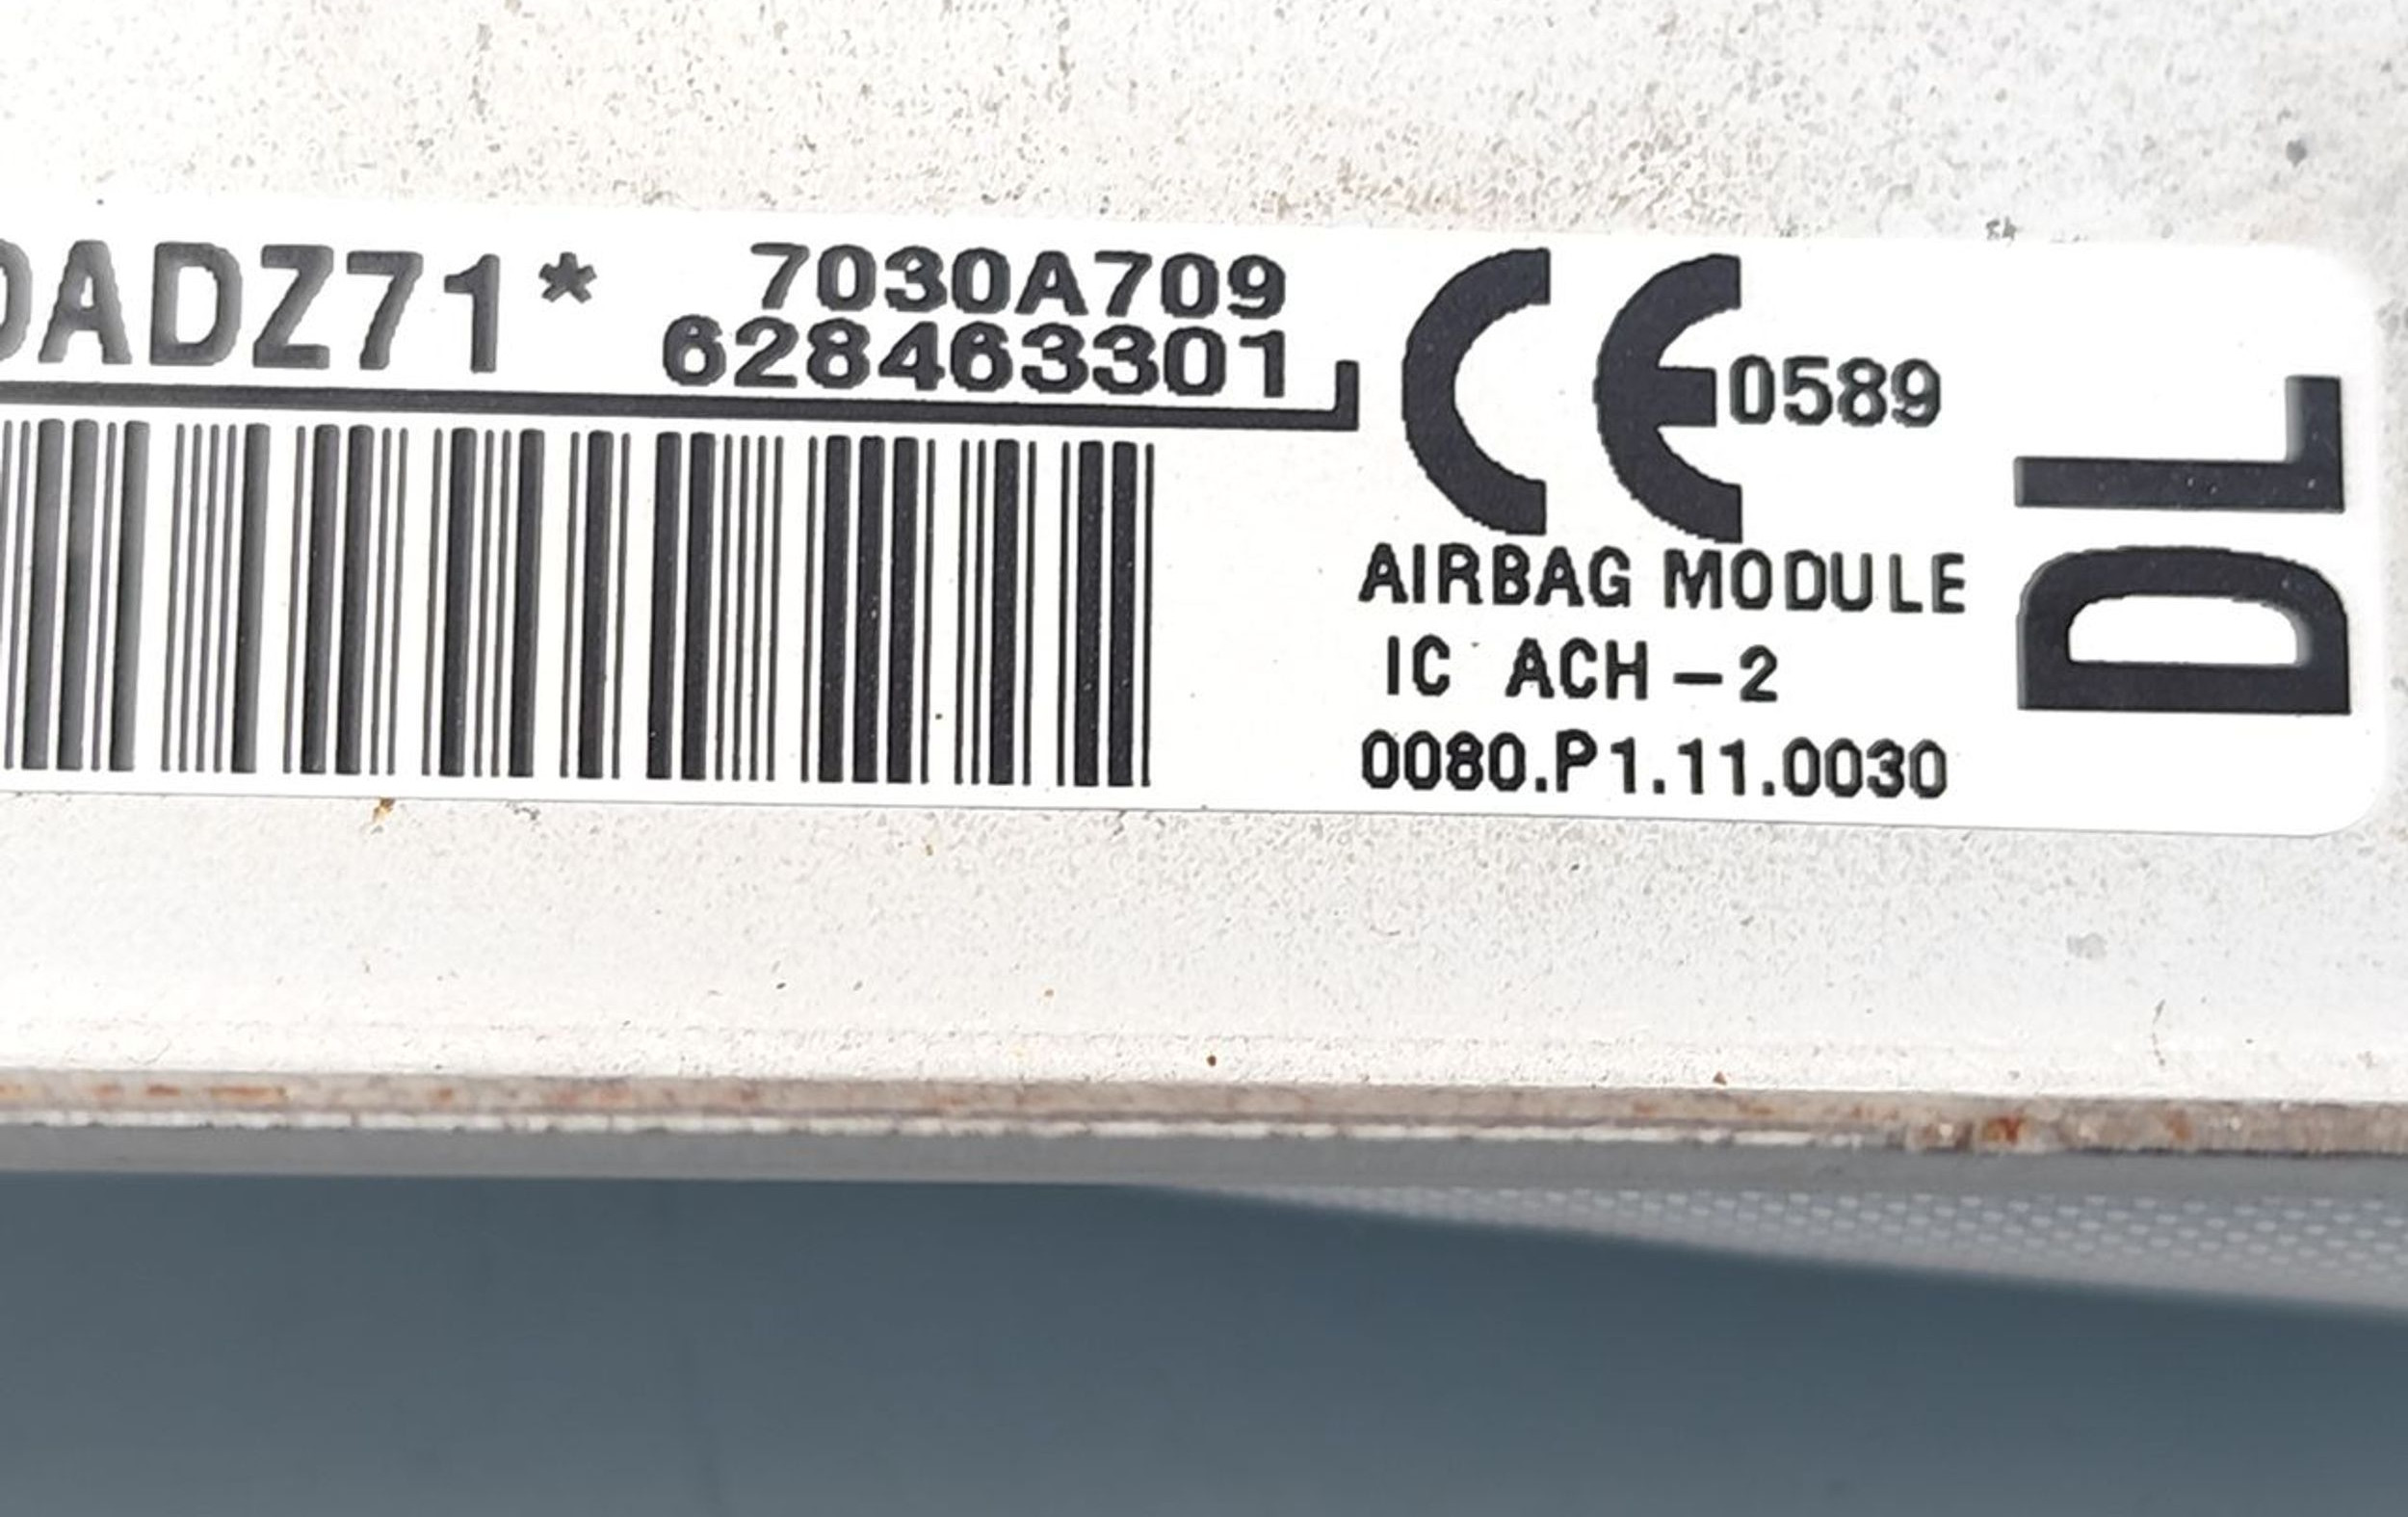 DADZ71*
7030A709
628463301
CE 0589
AIRBAG MODULE
IC ACH-2
0080.P1.11.0030
DL